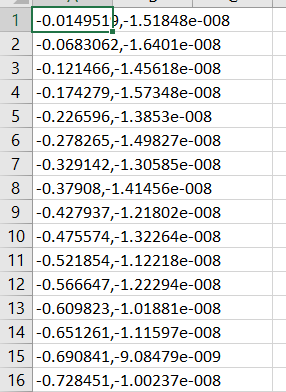 1 -0.0149519,-1.51848e-008
2 -0.0683062,-1.6401e-008
3 -0.121466,-1.45618e-008
4 -0.174279,-1.57348e-008
5 -0.226596,-1.3853e-008
6 -0.278265,-1.49827e-008
7 -0.329142,-1.30585e-008
8 -0.37908,-1.41456e-008
9 -0.427937,-1.21802e-008
10 -0.475574,-1.32264e-008
11 -0.521854,-1.12218e-008
12 -0.566647,-1.22294e-008
13 -0.609823,-1.01881e-008
14 -0.651261,-1.11597e-008
15 -0.690841,-9.08479e-009
16 -0.728451,-1.00237e-008